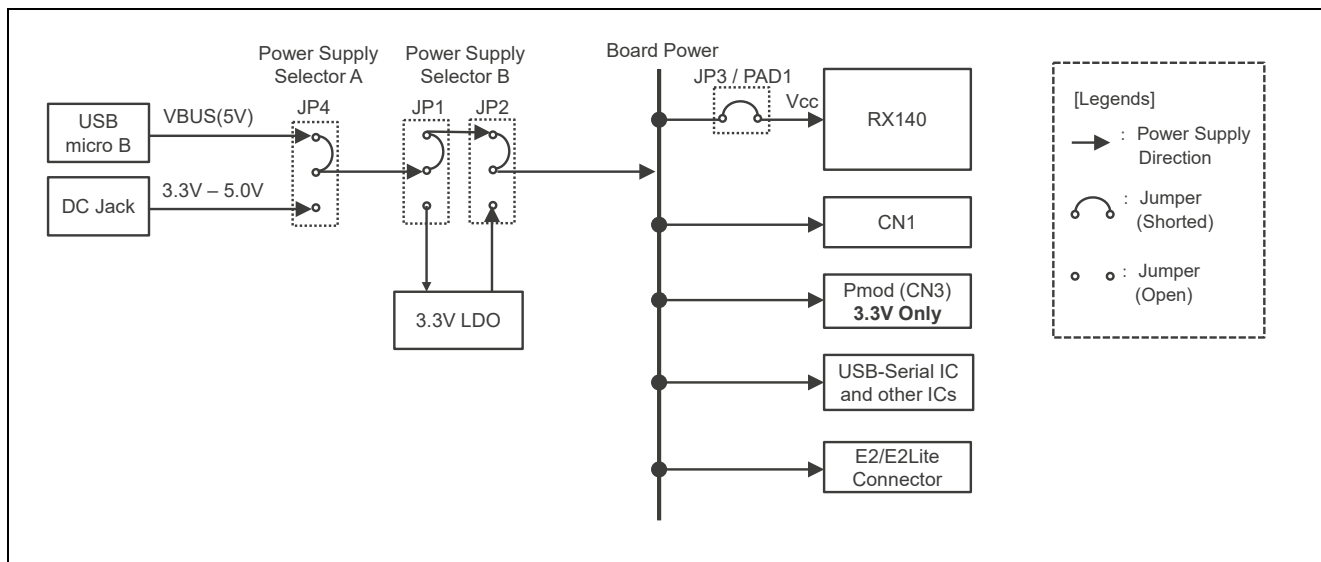 Power Supply
Selector A
Power Supply
Selector B
Board Power
JP4
JP1
JP2
JP3 / PAD1
Vcc
USB
micro B
VBUS(5V)
DC Jack
3.3V – 5.0V
3.3V LDO
RX140
CN1
Pmod (CN3)
3.3V Only
USB-Serial IC
and other ICs
E2/E2Lite
Connector
[Legends]
: Power Supply
Direction
: Jumper
(Shorted)
: Jumper
(Open)